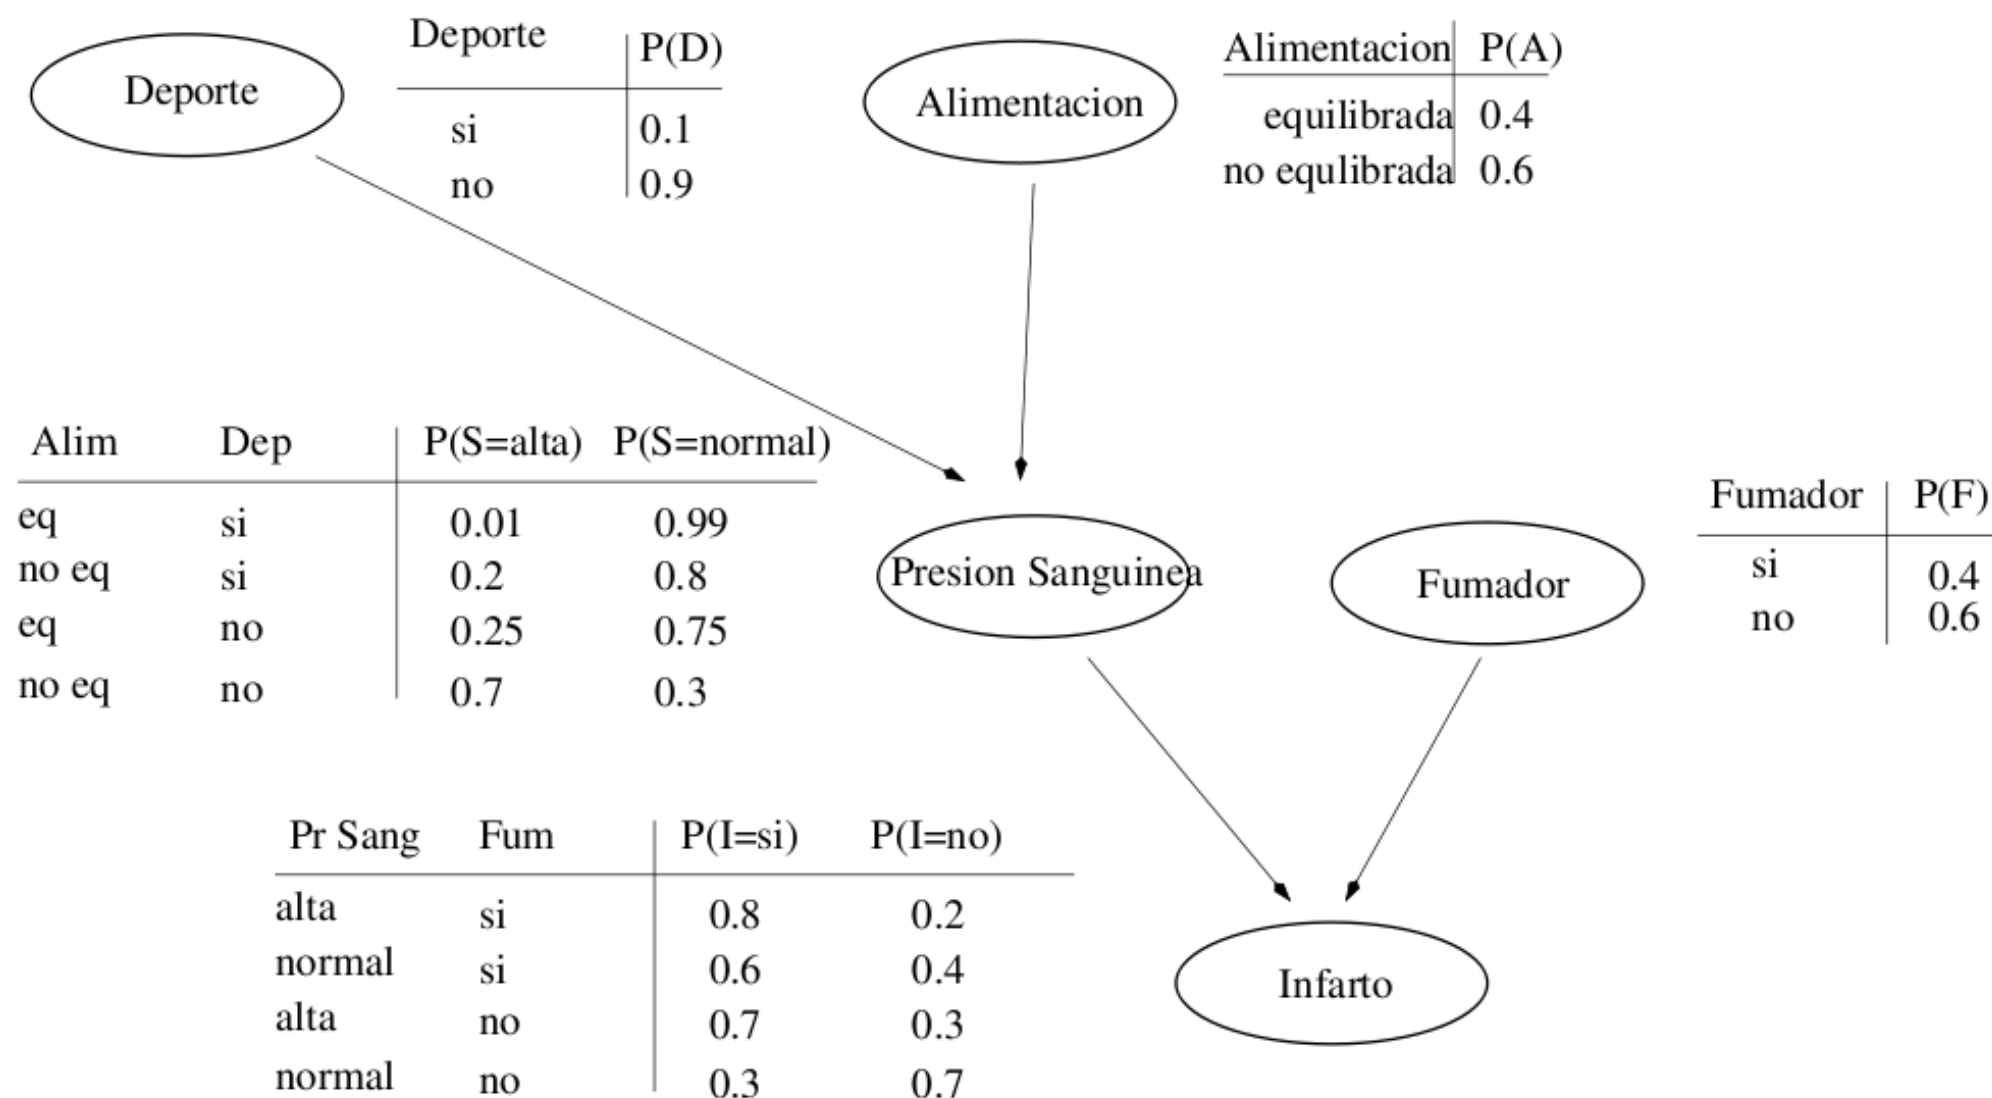 Deporte
Deporte P(D)
si 0.1
no 0.9
Alimentacion
Alimentacion P(A)
equilibrada 0.4
no equlibrada 0.6
Alim Dep P(S=alta) P(S=normal)
eq si 0.01 0.99
no eq si 0.2 0.8
eq no 0.25 0.75
no eq no 0.7 0.3
Presion Sanguinea
Fumador
Fumador P(F)
si 0.4
no 0.6
Pr Sang Fum P(I=si) P(I=no)
alta si 0.8 0.2
normal si 0.6 0.4
alta no 0.7 0.3
normal no 0.3 0.7
Infarto